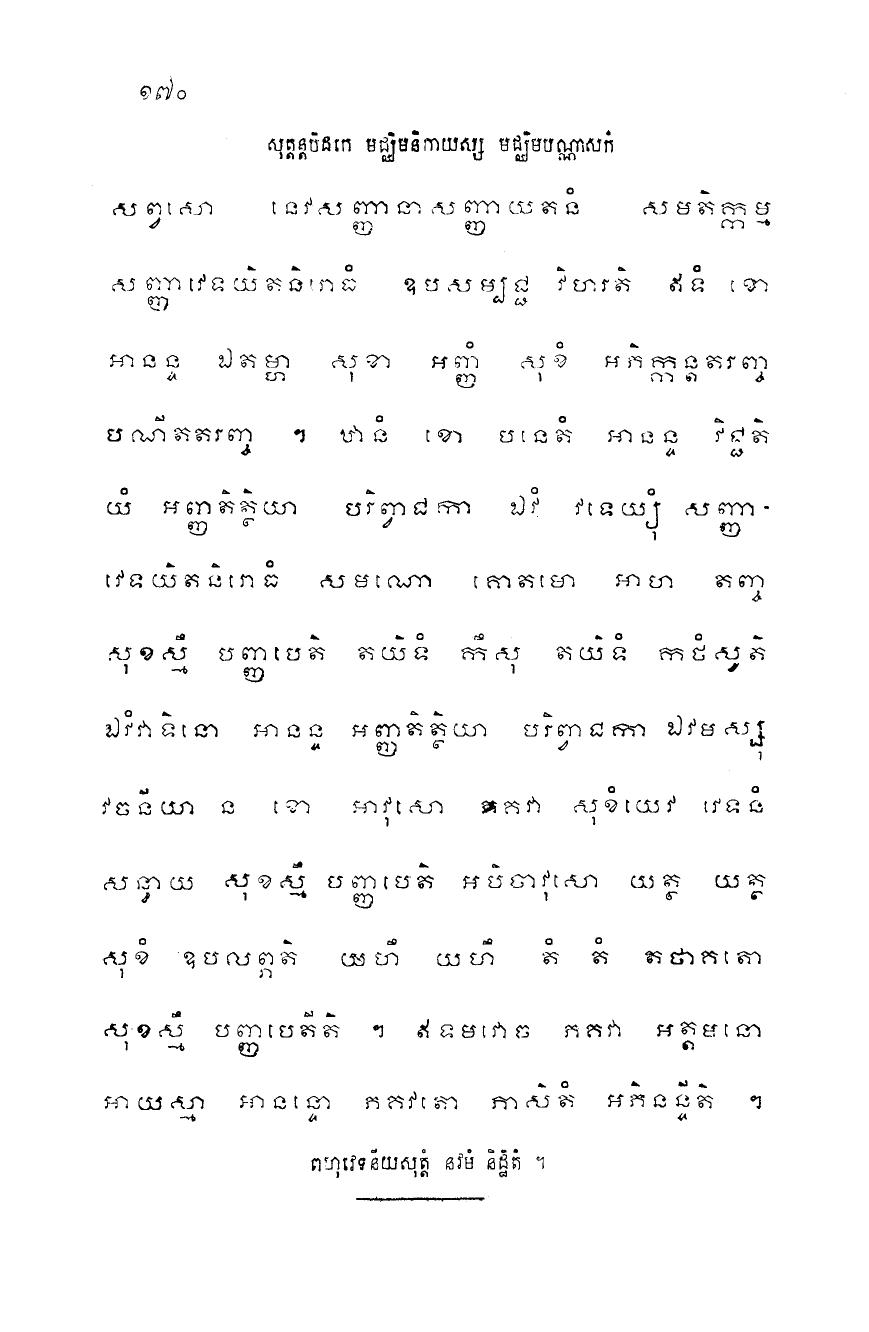 ១៧០
សុត្តន្តបិដកេ មជ្ឈិមនិកាយស្ស មជ្ឈិមបណ្ណាសកំ
សព្វសោ នេវសញ្ញានាសញ្ញាយតនំ សមតិក្កម្ម
សញ្ញាវេទយិតនិរោធំ ឧបសម្បជ្ជ វិហរតិ ឥទំ ខោ
អានន្ទ ឯតម្ហា សុខា អញ្ញំ សុខំ អភិក្កន្តតរញ្ច
បណីតតរញ្ច ។ ឋានំ ខោ បនេតំ អានន្ទ វិជ្ជតិ
យំ អញ្ញតិត្ថិយា បរិព្វាជកា ឯវំ វទេយ្យុំ សញ្ញា-
វេទយិតនិរោធំ សមណោ គោតមោ អាហ តញ្ច
សុខស្មឹ បញ្ញបេតិ តយិទំ កឹសុ តយិទំ កថំសូតិ
ឯវំវាទិនោ អានន្ទ អញ្ញតិត្ថិយា បរិព្វាជកា ឯវមស្សុ
វចនីយា ន ខោ អាវុសោ ភគវា សុខំយេវ វេទនំ
សន្ធាយ សុខស្មឹ បញ្ញបេតិ អបិចាវុសោ យត្ថ យត្ថ
សុខំ ឧបលព្ភតិ យហឹ យហឹ តំ តំ តថាគតោ
សុខស្មឹ បញ្ញបេតីតិ ។ ឥទមវោច ភគវា អត្តមនោ
អាយស្មា អានន្ទោ ភគវតោ ភាសិតំ អភិនន្ទីតិ ។
ពហុវេទនីយសុត្តំ នវមំ និដ្ឋិតំ ។